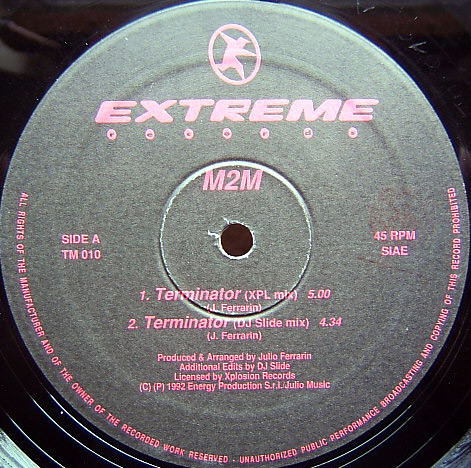 EXTREME
records
M2M
SIDE A
TM 010
45 RPM
SIAE
1. Terminator (XPL mix) 5.00
(J. Ferrarin)
2. Terminator (DJ Slide mix) 4.34
(J. Ferrarin)
Produced & Arranged by Julio Ferrarin
Additional Edits by DJ Slide
Licensed by Xplosion Records
(C) (P) 1992 Energy Production S.r.l./Julio Music
ALL RIGHTS OF THE MANUFACTURER AND OF THE OWNER OF THE RECORDED WORK RESERVED - UNAUTHORIZED PUBLIC PERFORMANCE BROADCASTING AND COPYING OF THIS RECORD PROHIBITED